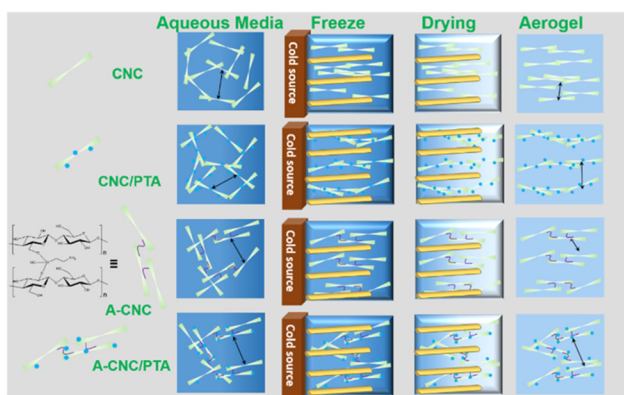 Aqueous Media Freeze Drying Aerogel
CNC
Cold source
CNC/PTA
Cold source
A-CNC
Cold source
A-CNC/PTA
Cold source